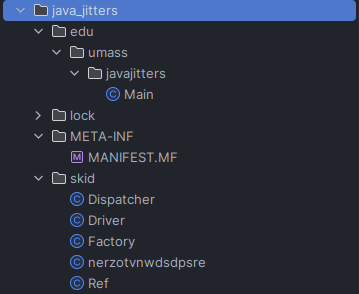 java_jitters
edu
umass
javajitters
Main
lock
META-INF
MANIFEST.MF
skid
Dispatcher
Driver
Factory
nerzotvnwdsdpsre
Ref